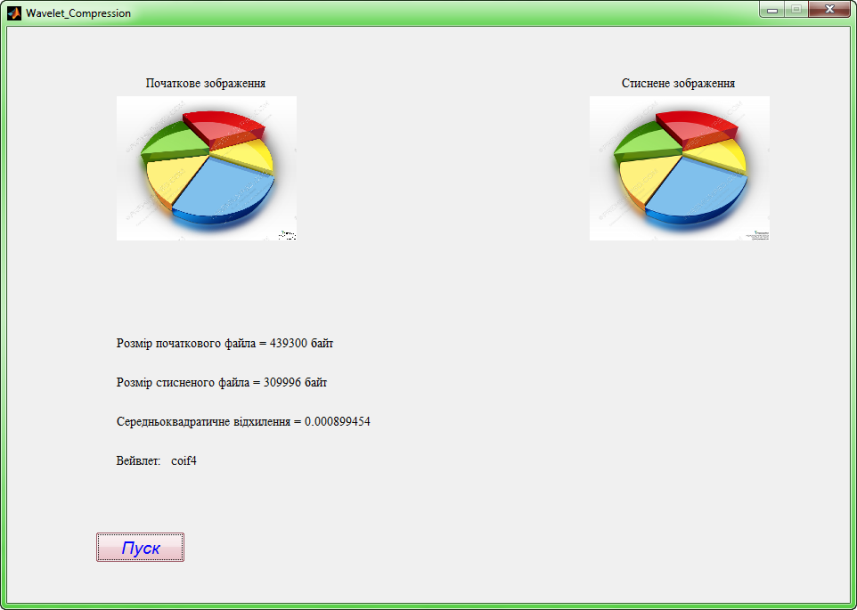 Wavelet_Compression
Початкове зображення
Стиснене зображення
Розмір початкового файла = 439300 байт
Розмір стисненого файла = 309996 байт
Середньоквадратичне відхилення = 0.000899454
Вейвлет: coif4
Пуск